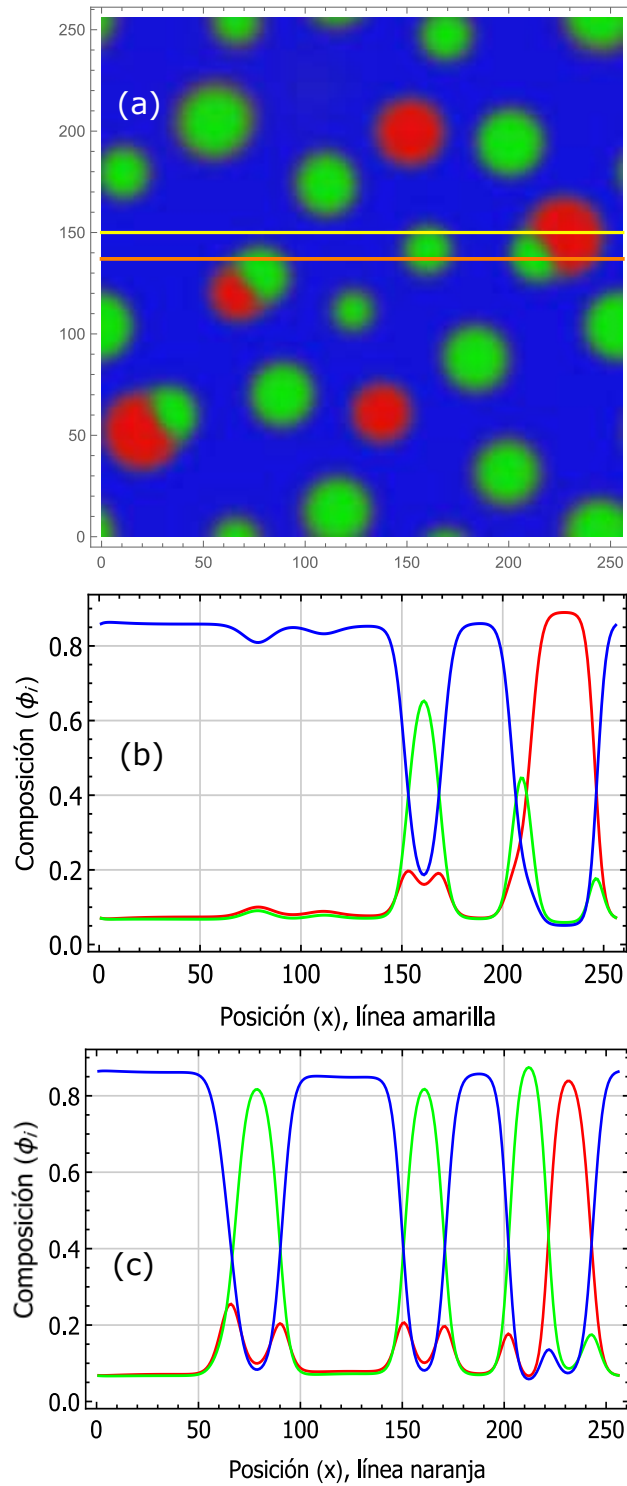 250
200
150
100
50
0
(a)
0 50 100 150 200 250
Composición (ϕi)
0.8
0.6
0.4
0.2
0.0
(b)
0 50 100 150 200 250
Posición (x), línea amarilla
Composición (ϕi)
0.8
0.6
0.4
0.2
0.0
(c)
0 50 100 150 200 250
Posición (x), línea naranja